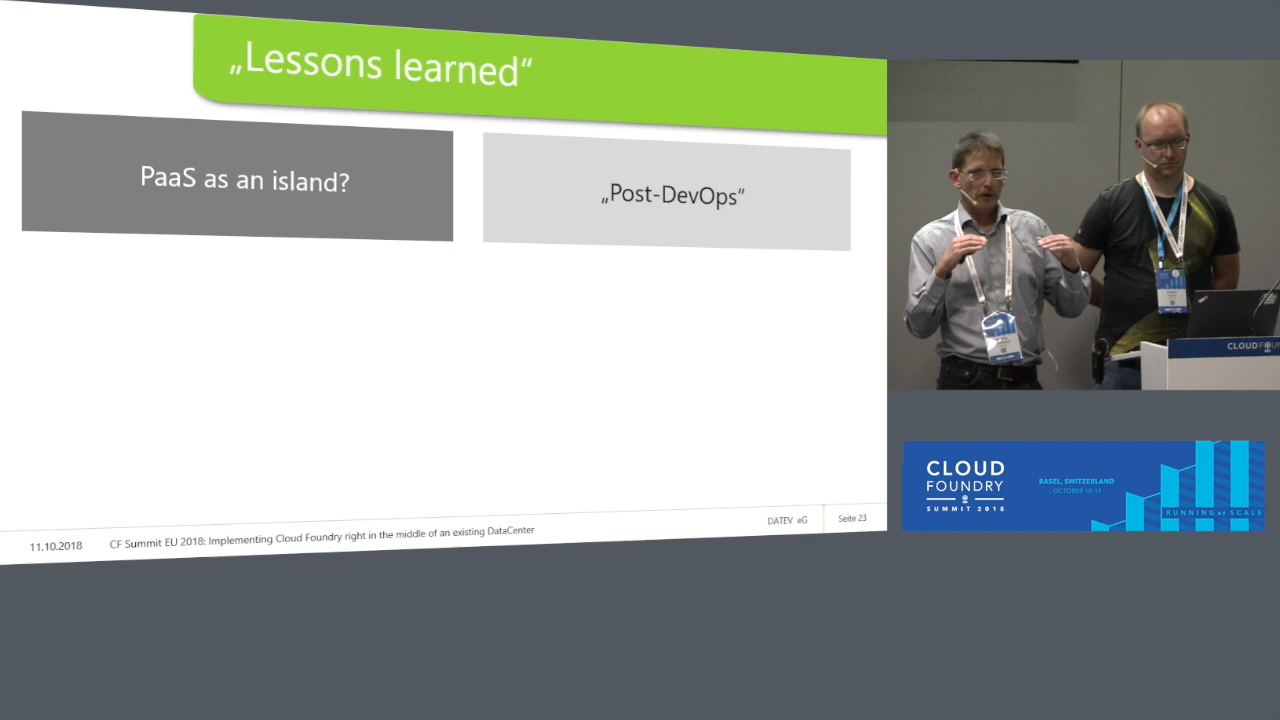 „Lessons learned“
PaaS as an island?
„Post-DevOps“
11.10.2018
CF Summit EU 2018: Implementing Cloud Foundry right in the middle of an existing DataCenter
DATEV eG
Seite 23
CLOUD FOUN
CLOUD
FOUNDRY
SUMMIT 2018
BASEL, SWITZERLAND
OCTOBER 10-11
RUNNING AT SCALE